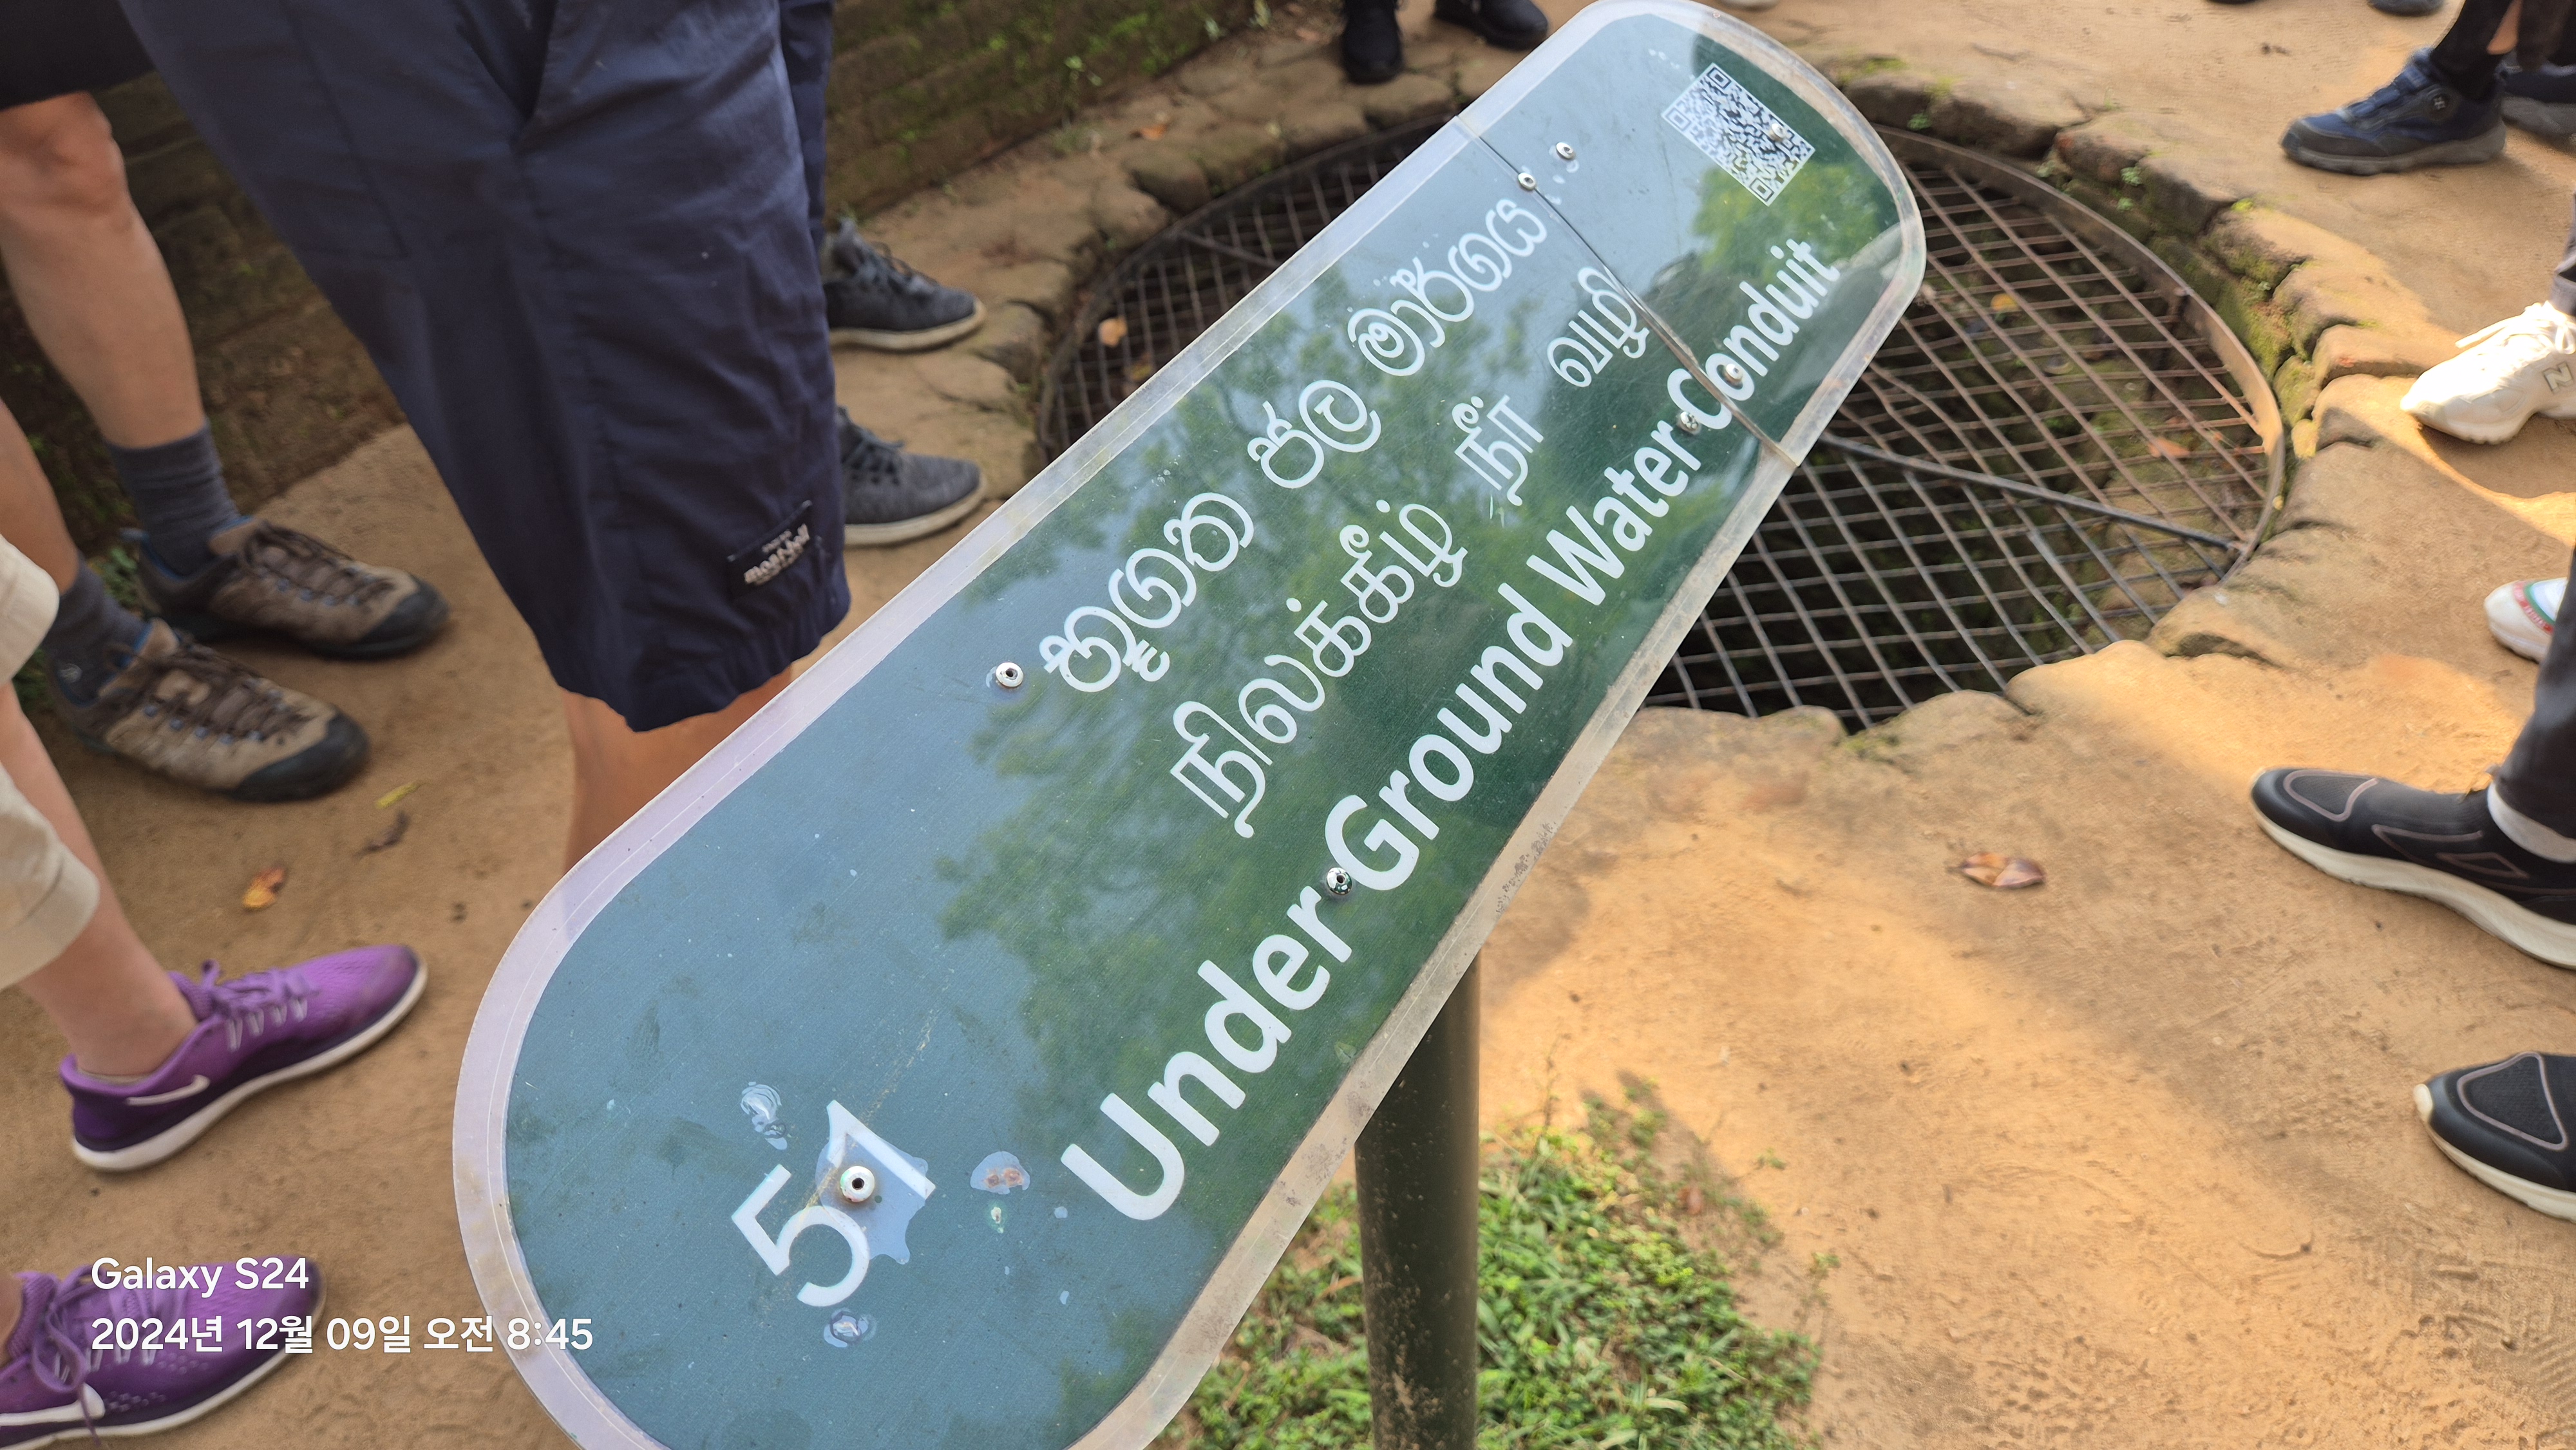 භූගත ජල මාර්ගය
நிலக்கீழ் நீர் வழி
Under Ground Water Conduit
51
montbell
Galaxy S24
2024년 12월 09일 오전 8:45